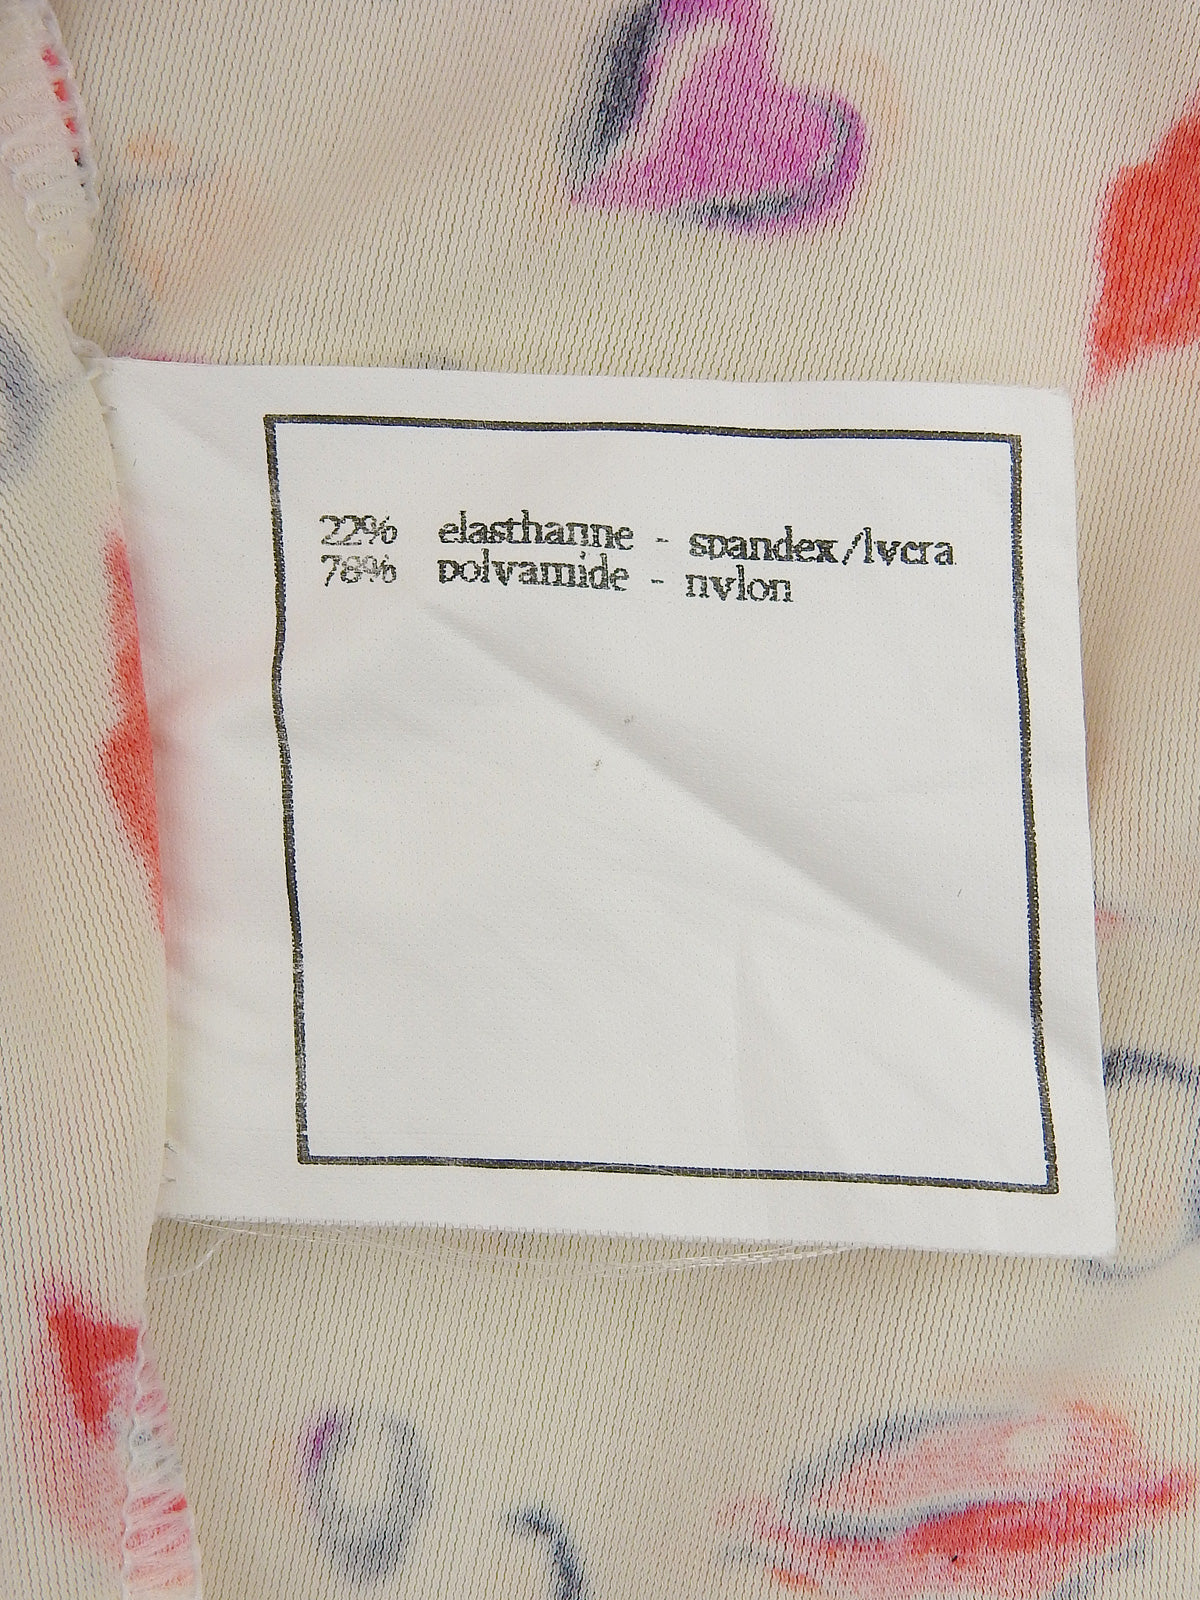 22% elasthanne - spandex/lycra
78% polyamide - nylon